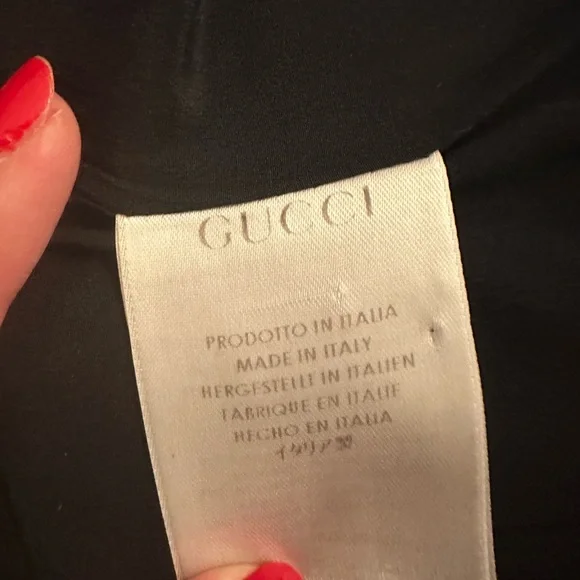 GUCCI
PRODOTTO IN ITALIA
MADE IN ITALY
HERGESTELLT IN ITALIEN
FABRIQUE EN ITALIE
HECHO EN ITALIA
イタリア製